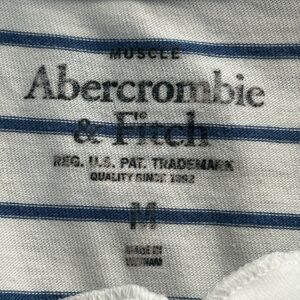 MUSCLE
Abercrombie
& Fitch
REG. U.S. PAT. TRADEMARK
QUALITY SINCE 1892
M
MADE IN
VIETNAM